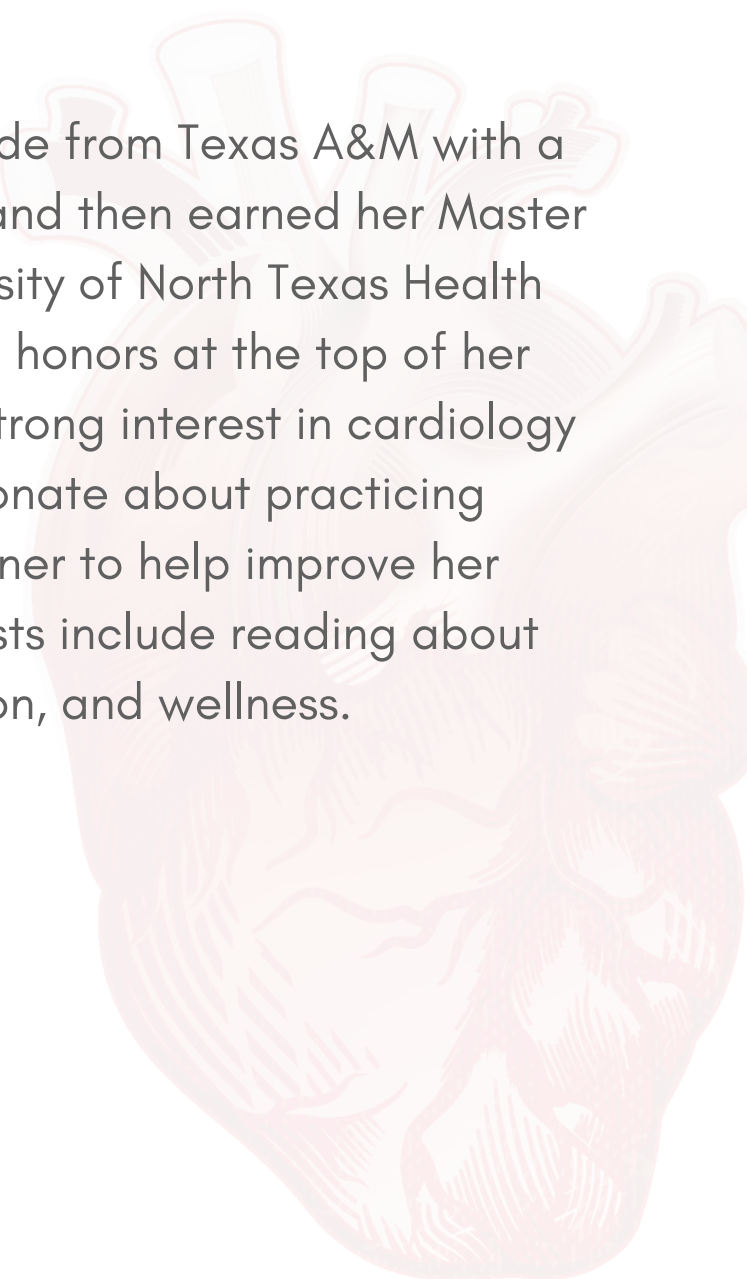 de from Texas A&M with a
and then earned her Master
sity of North Texas Health
honors at the top of her
trong interest in cardiology
onate about practicing
ner to help improve her
sts include reading about
on, and wellness.